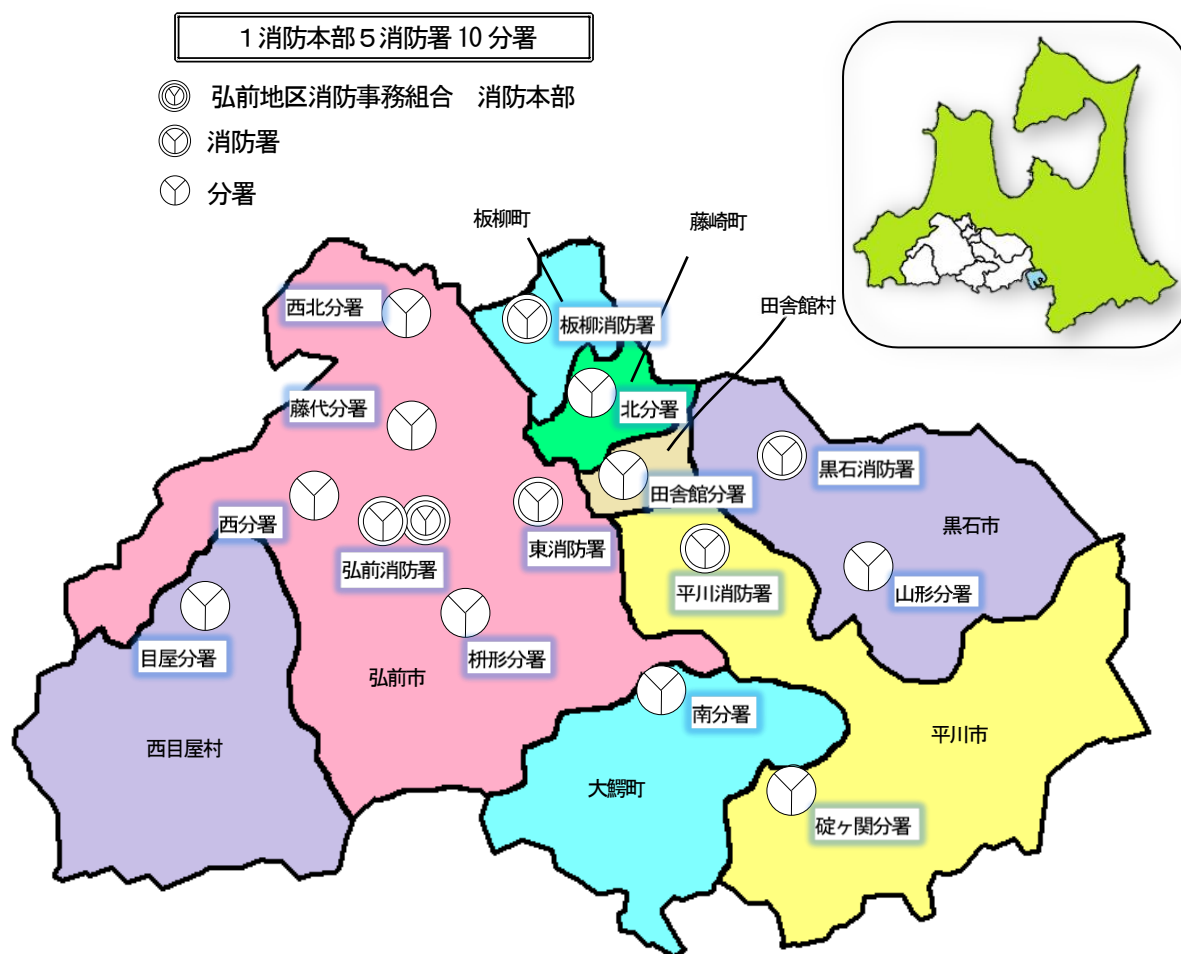 1消防本部5消防署10分署
弘前地区消防事務組合　消防本部
消防署
分署
板柳町
藤崎町
田舎館村
西北分署
板柳消防署
藤代分署
北分署
黒石消防署
田舎館分署
西分署
東消防署
黒石市
弘前消防署
平川消防署
山形分署
目屋分署
枡形分署
弘前市
南分署
西目屋村
平川市
大鰐町
碇ヶ関分署